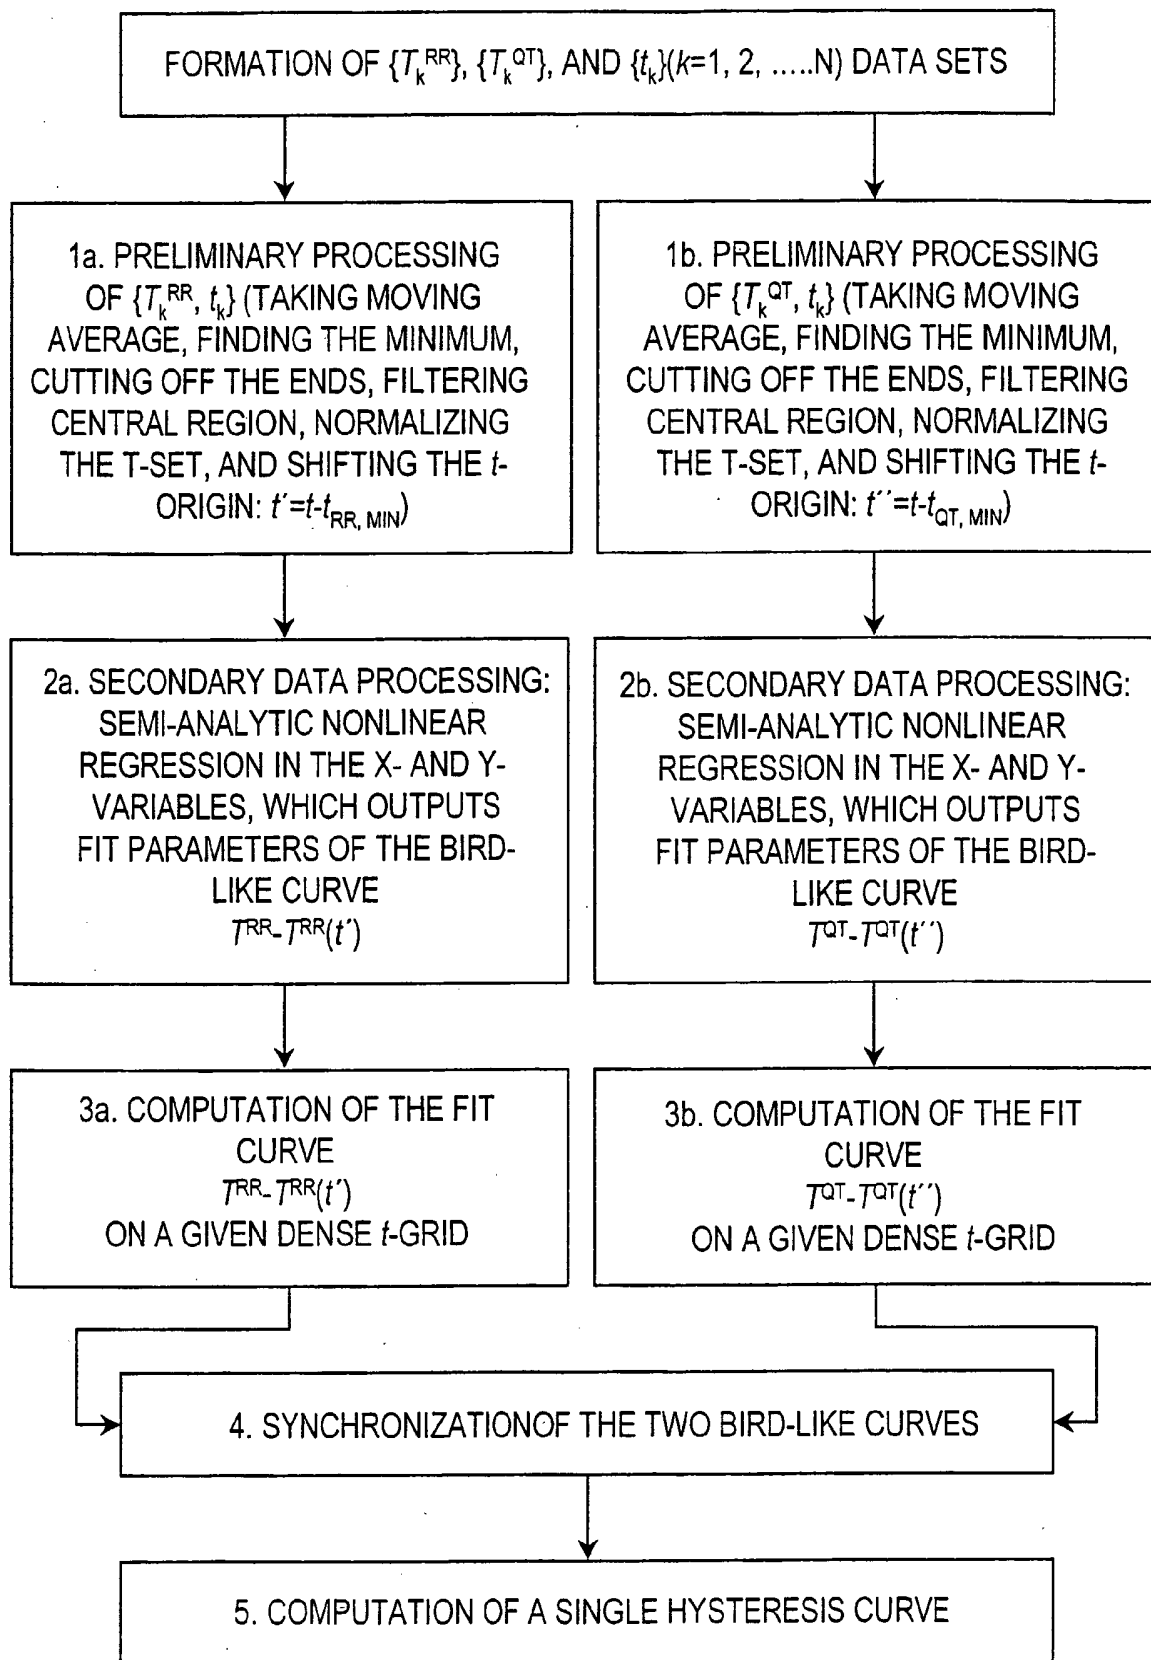 FORMATION OF {T_k^RR}, {T_k^QT}, AND {t_k}(k=1, 2, .....N) DATA SETS
1a. PRELIMINARY PROCESSING
OF {T_k^RR, t_k} (TAKING MOVING
AVERAGE, FINDING THE MINIMUM,
CUTTING OFF THE ENDS, FILTERING
CENTRAL REGION, NORMALIZING
THE T-SET, AND SHIFTING THE t-
ORIGIN: t´=t-t_RR, MIN)
1b. PRELIMINARY PROCESSING
OF {T_k^QT, t_k} (TAKING MOVING
AVERAGE, FINDING THE MINIMUM,
CUTTING OFF THE ENDS, FILTERING
CENTRAL REGION, NORMALIZING
THE T-SET, AND SHIFTING THE t-
ORIGIN: t´´=t-t_QT, MIN)
2a. SECONDARY DATA PROCESSING:
SEMI-ANALYTIC NONLINEAR
REGRESSION IN THE X- AND Y-
VARIABLES, WHICH OUTPUTS
FIT PARAMETERS OF THE BIRD-
LIKE CURVE
T^RR-T^RR(t´)
2b. SECONDARY DATA PROCESSING:
SEMI-ANALYTIC NONLINEAR
REGRESSION IN THE X- AND Y-
VARIABLES, WHICH OUTPUTS
FIT PARAMETERS OF THE BIRD-
LIKE CURVE
T^QT-T^QT(t´´)
3a. COMPUTATION OF THE FIT
CURVE
T^RR-T^RR(t´)
ON A GIVEN DENSE t-GRID
3b. COMPUTATION OF THE FIT
CURVE
T^QT-T^QT(t´´)
ON A GIVEN DENSE t-GRID
4. SYNCHRONIZATIONOF THE TWO BIRD-LIKE CURVES
5. COMPUTATION OF A SINGLE HYSTERESIS CURVE